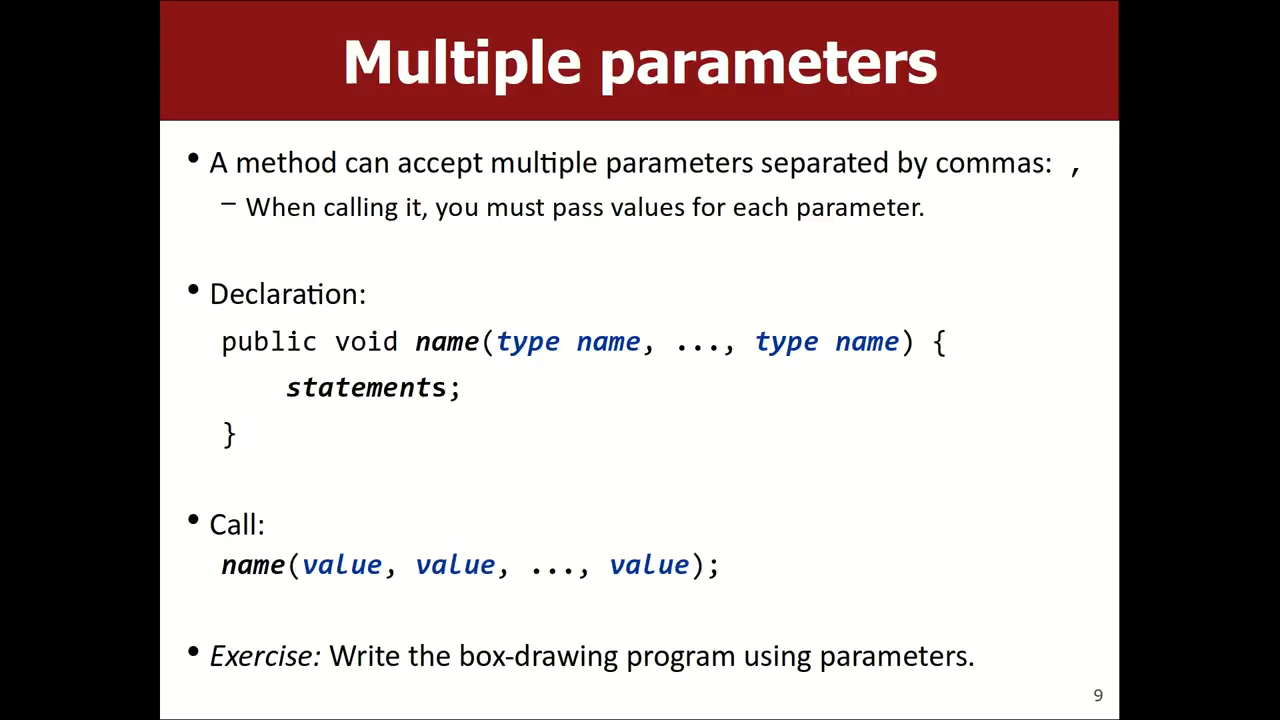 Multiple parameters
• A method can accept multiple parameters separated by commas: ,
– When calling it, you must pass values for each parameter.
• Declaration:
public void name(type name, ..., type name) {
statements;
}
• Call:
name(value, value, ..., value);
• Exercise: Write the box-drawing program using parameters.
9